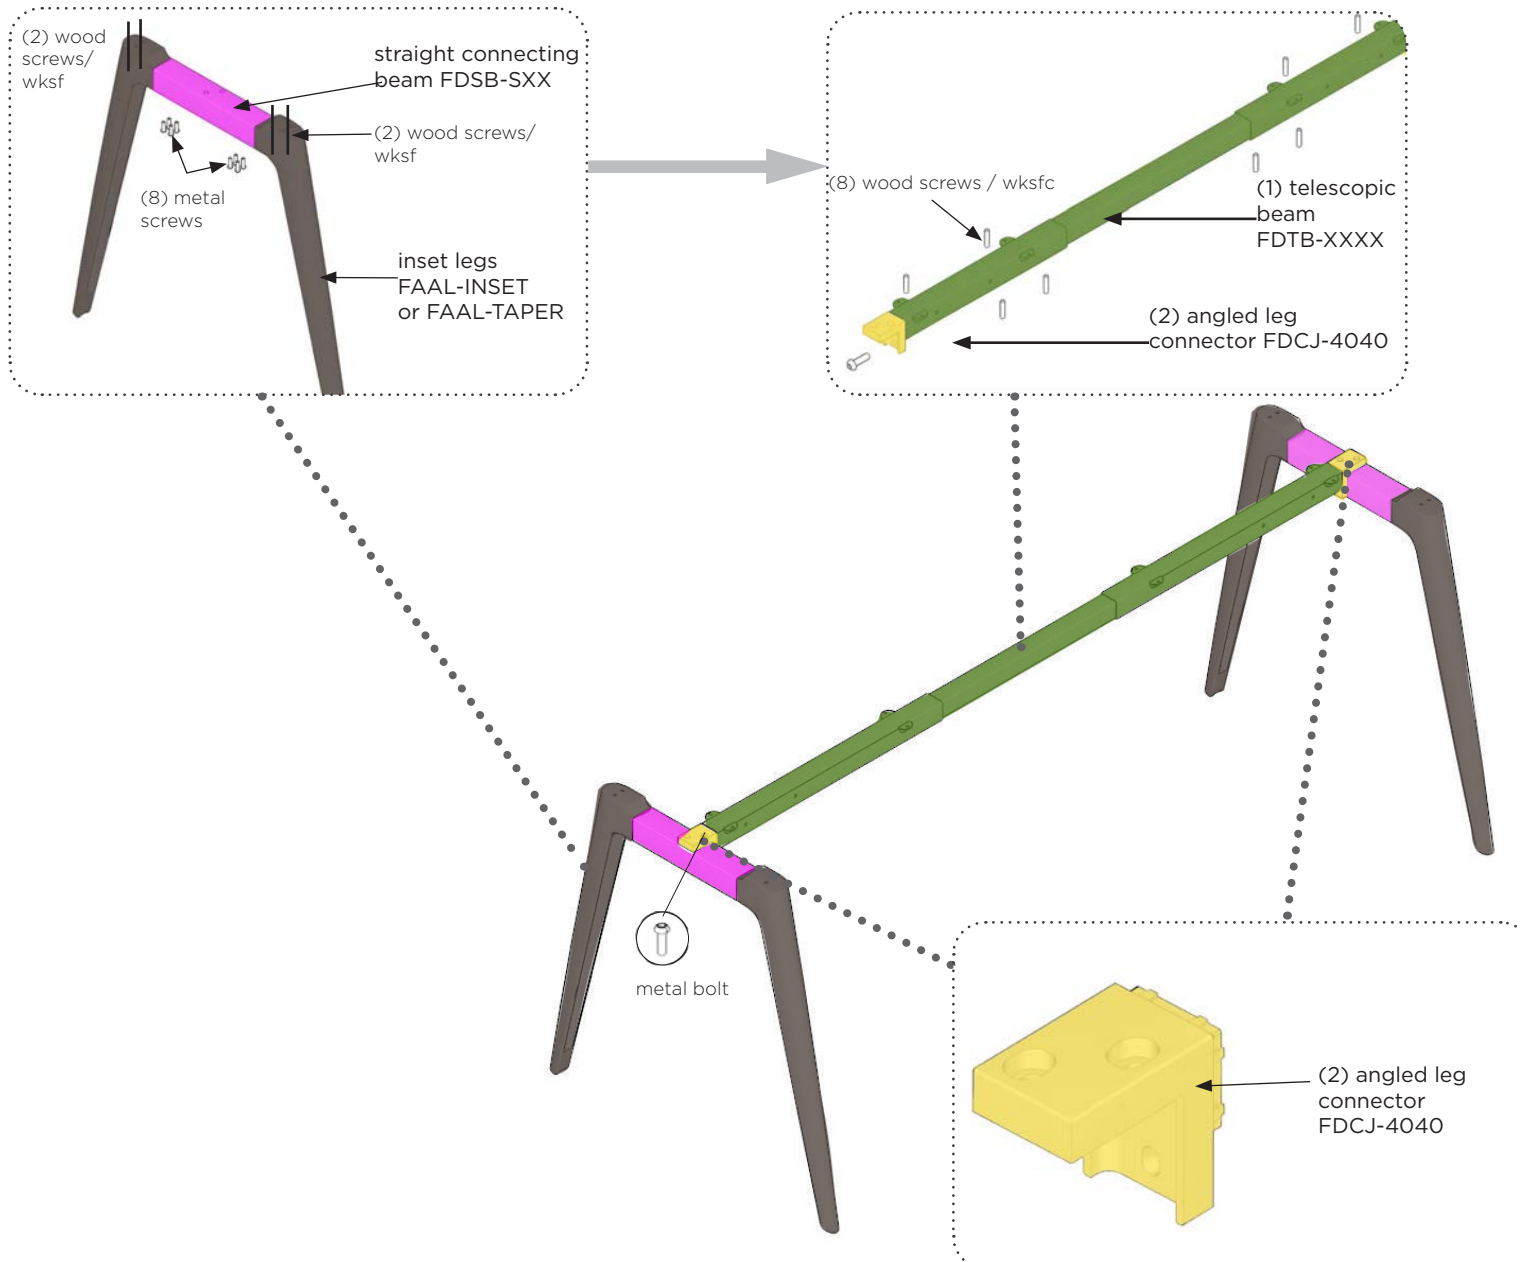 (2) wood
screws/
wksf
straight connecting
beam FDSB-SXX
(2) wood screws/
wksf
(8) metal
screws
inset legs
FAAL-INSET
or FAAL-TAPER
(8) wood screws / wksfc
(1) telescopic
beam
FDTB-XXXX
(2) angled leg
connector FDCJ-4040
metal bolt
(2) angled leg
connector
FDCJ-4040